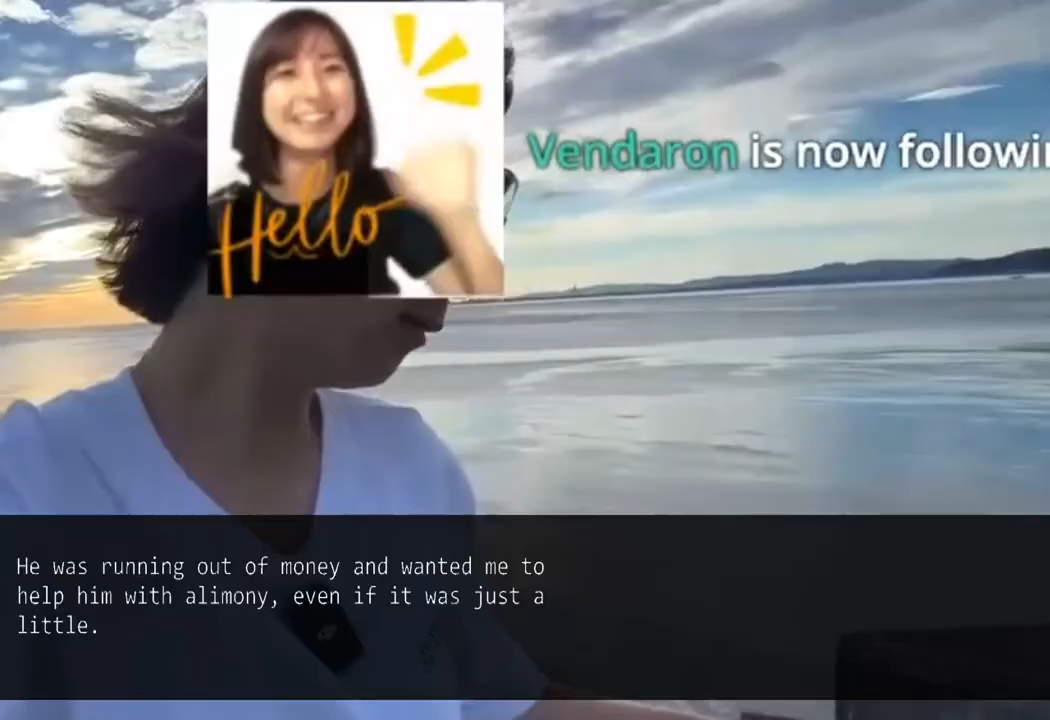 Hello
Vendaron is now followi
He was running out of money and wanted me to
help him with alimony, even if it was just a
little.